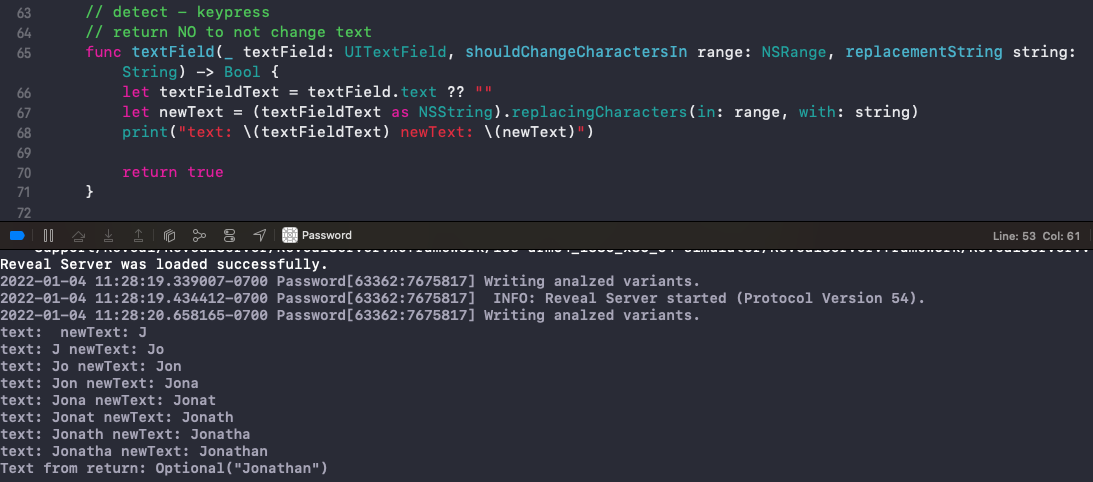 63 // detect – keypress
64 // return NO to not change text
65 func textField(_ textField: UITextField, shouldChangeCharactersIn range: NSRange, replacementString string:
String) -> Bool {
66 let textFieldText = textField.text ?? ""
67 let newText = (textFieldText as NSString).replacingCharacters(in: range, with: string)
68 print("text: \(textFieldText) newText: \(newText)")
69
70 return true
71 }
72
Password Line: 53 Col: 61
Reveal Server was loaded successfully.
2022-01-04 11:28:19.339007-0700 Password[63362:7675817] Writing analzed variants.
2022-01-04 11:28:19.434412-0700 Password[63362:7675817] INFO: Reveal Server started (Protocol Version 54).
2022-01-04 11:28:20.658165-0700 Password[63362:7675817] Writing analzed variants.
text:  newText: J
text: J newText: Jo
text: Jo newText: Jon
text: Jon newText: Jona
text: Jona newText: Jonat
text: Jonat newText: Jonath
text: Jonath newText: Jonatha
text: Jonatha newText: Jonathan
Text from return: Optional("Jonathan")